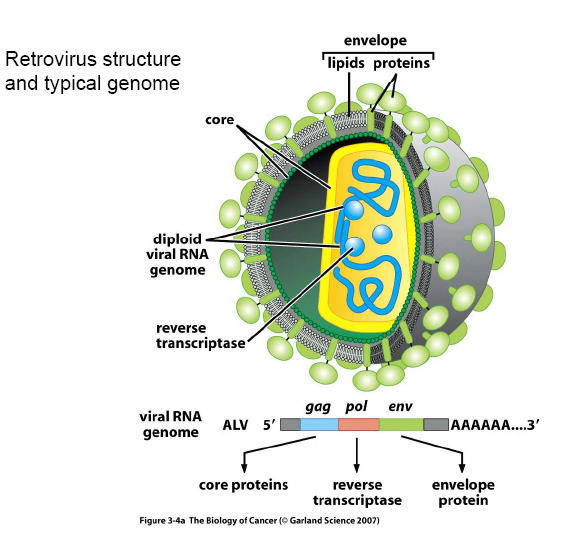 Retrovirus structure
and typical genome
envelope
lipids proteins
core
diploid
viral RNA
genome
reverse
transcriptase
viral RNA
genome
ALV 5′ gag pol env AAAAAA....3′
core proteins
reverse
transcriptase
envelope
protein
Figure 3-4a The Biology of Cancer (© Garland Science 2007)